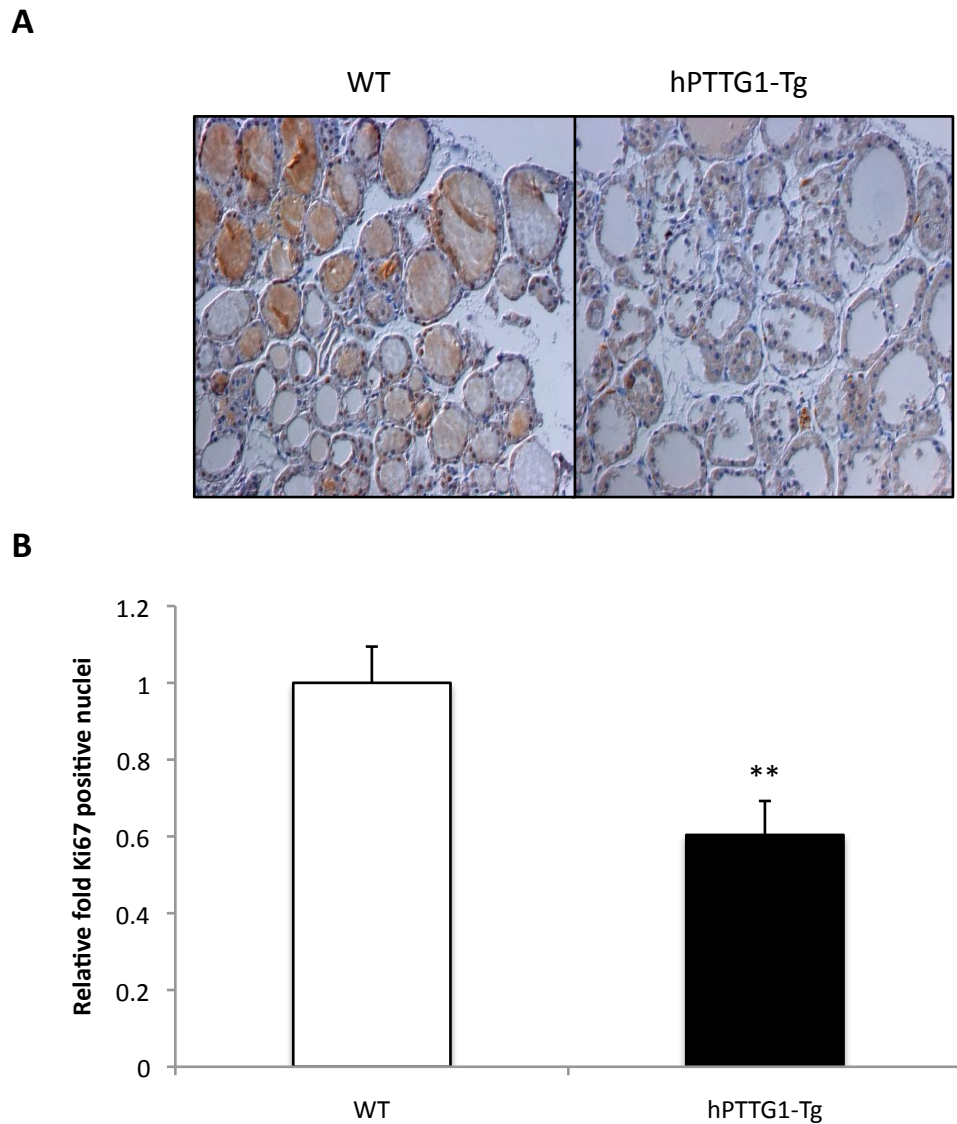 A
WT hPTTG1-Tg
B
Relative fold Ki67 positive nuclei
1.2
1
0.8
0.6
0.4
0.2
0
**
WT hPTTG1-Tg